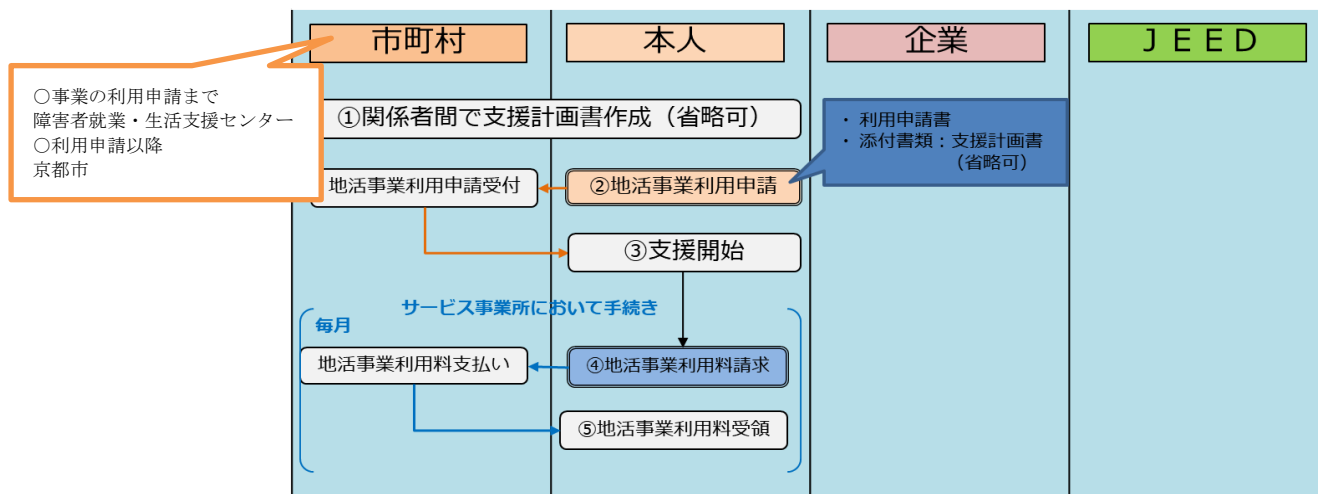 市町村
本人
企業
ＪＥＥＤ
○事業の利用申請まで
障害者就業・生活支援センター
○利用申請以降
京都市
①関係者間で支援計画書作成（省略可）
・ 利用申請書
・ 添付書類：支援計画書
（省略可）
地活事業利用申請受付
②地活事業利用申請
③支援開始
サービス事業所において手続き
毎月
地活事業利用料支払い
④地活事業利用料請求
⑤地活事業利用料受領